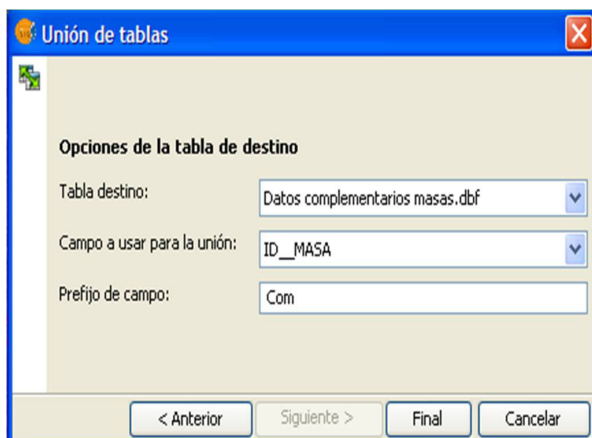 Unión de tablas
Opciones de la tabla de destino
Tabla destino: Datos complementarios masas.dbf
Campo a usar para la unión: ID__MASA
Prefijo de campo: Com
< Anterior Siguiente > Final Cancelar